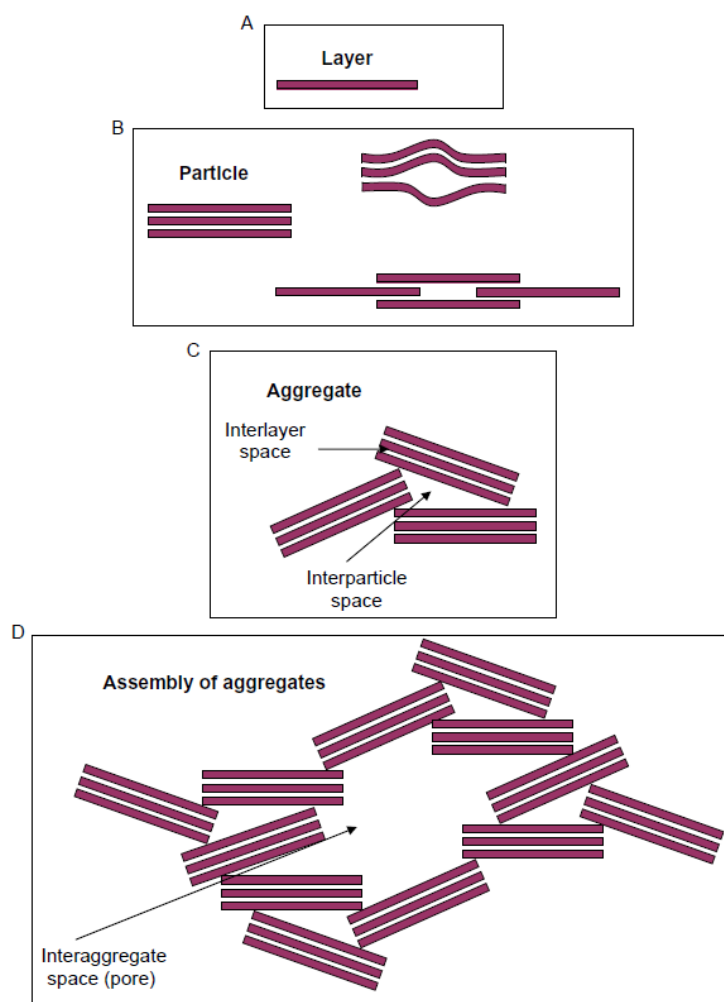 A
Layer
B
Particle
C
Aggregate
Interlayer
space
Interparticle
space
D
Assembly of aggregates
Interaggregate
space (pore)